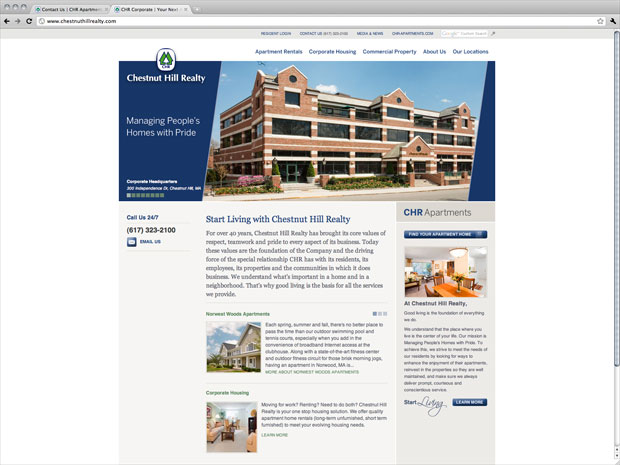 Contact Us | CHR Apartmen
CHR Corporate | Your Next
www.chestnuthillrealty.com
RESIDENT LOGIN
CONTACT US (617) 323-2100
MEDIA & NEWS
CHR-APARTMENTS.COM
Google Custom Search
Apartment Rentals
Corporate Housing
Commercial Property
About Us
Our Locations
CHR
Chestnut Hill Realty
Managing People's
Homes with Pride
Corporate Headquarters
300 Independence Dr, Chestnut Hill, MA
Call Us 24/7
(617) 323-2100
EMAIL US
Start Living with Chestnut Hill Realty
For over 40 years, Chestnut Hill Realty has brought its core values of
respect, teamwork and pride to every aspect of its business. Today
these values are the foundation of the Company and the driving
force of the special relationship CHR has with its residents, its
employees, its properties and the communities in which it does
business. We understand what's important in a home and in a
neighborhood. That's why good living is the basis for all the services
we provide.
Norwest Woods Apartments
Each spring, summer and fall, there's no better place to
pass the time than our outdoor swimming pool and
tennis courts, especially when you add in the
convenience of broadband Internet access at the
clubhouse. Along with a state-of-the-art fitness center
and outdoor fitness circuit for those brisk morning jogs,
having an apartment in Norwood, MA is...
MORE ABOUT NORWEST WOODS APARTMENTS
Corporate Housing
Moving for work? Renting? Need to do both? Chestnut Hill
Realty is your one stop housing solution. We offer quality
apartment home rentals (long-term unfurnished, short term
furnished) to meet your evolving housing needs.
LEARN MORE
CHR Apartments
FIND YOUR APARTMENT HOME
At Chestnut Hill Realty,
Good living is the foundation of everything
we do.
We understand that the place where you
live is the center of your life. Our mission is
Managing People's Homes with Pride. To
achieve this, we strive to meet the needs of
our residents by looking for ways to
enhance the enjoyment of their apartments,
reinvest in the properties so they are well
maintained, and make sure we always
deliver prompt, courteous and
conscientious service.
Start Living
LEARN MORE